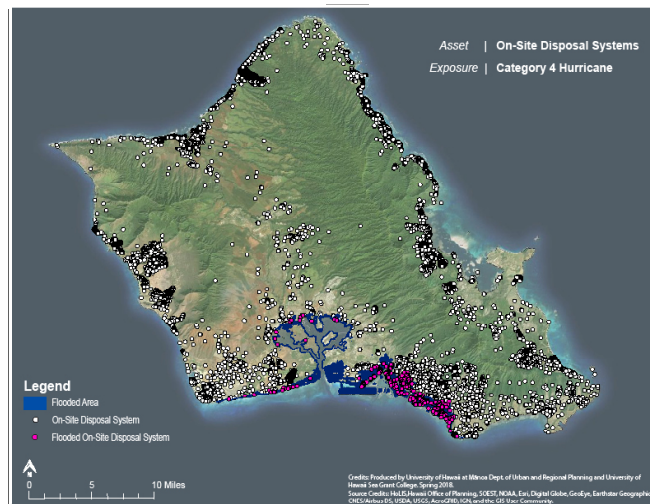 Asset | On-Site Disposal Systems
Exposure | Category 4 Hurricane
Legend
Flooded Area
On-Site Disposal System
Flooded On-Site Disposal System
0 5 10 Miles
Credits: Produced by University of Hawaii at Mānoa Dept. of Urban and Regional Planning and University of
Hawaii Sea Grant College. Spring 2018.
Source Credits: HoLIS, Hawaii Office of Planning, SOEST, NOAA, Esri, Digital Globe, GeoEye, Earthstar Geographic
CNES/Airbus DS, USDA, USGS, AeroGRID, IGN, and the GIS User Community.